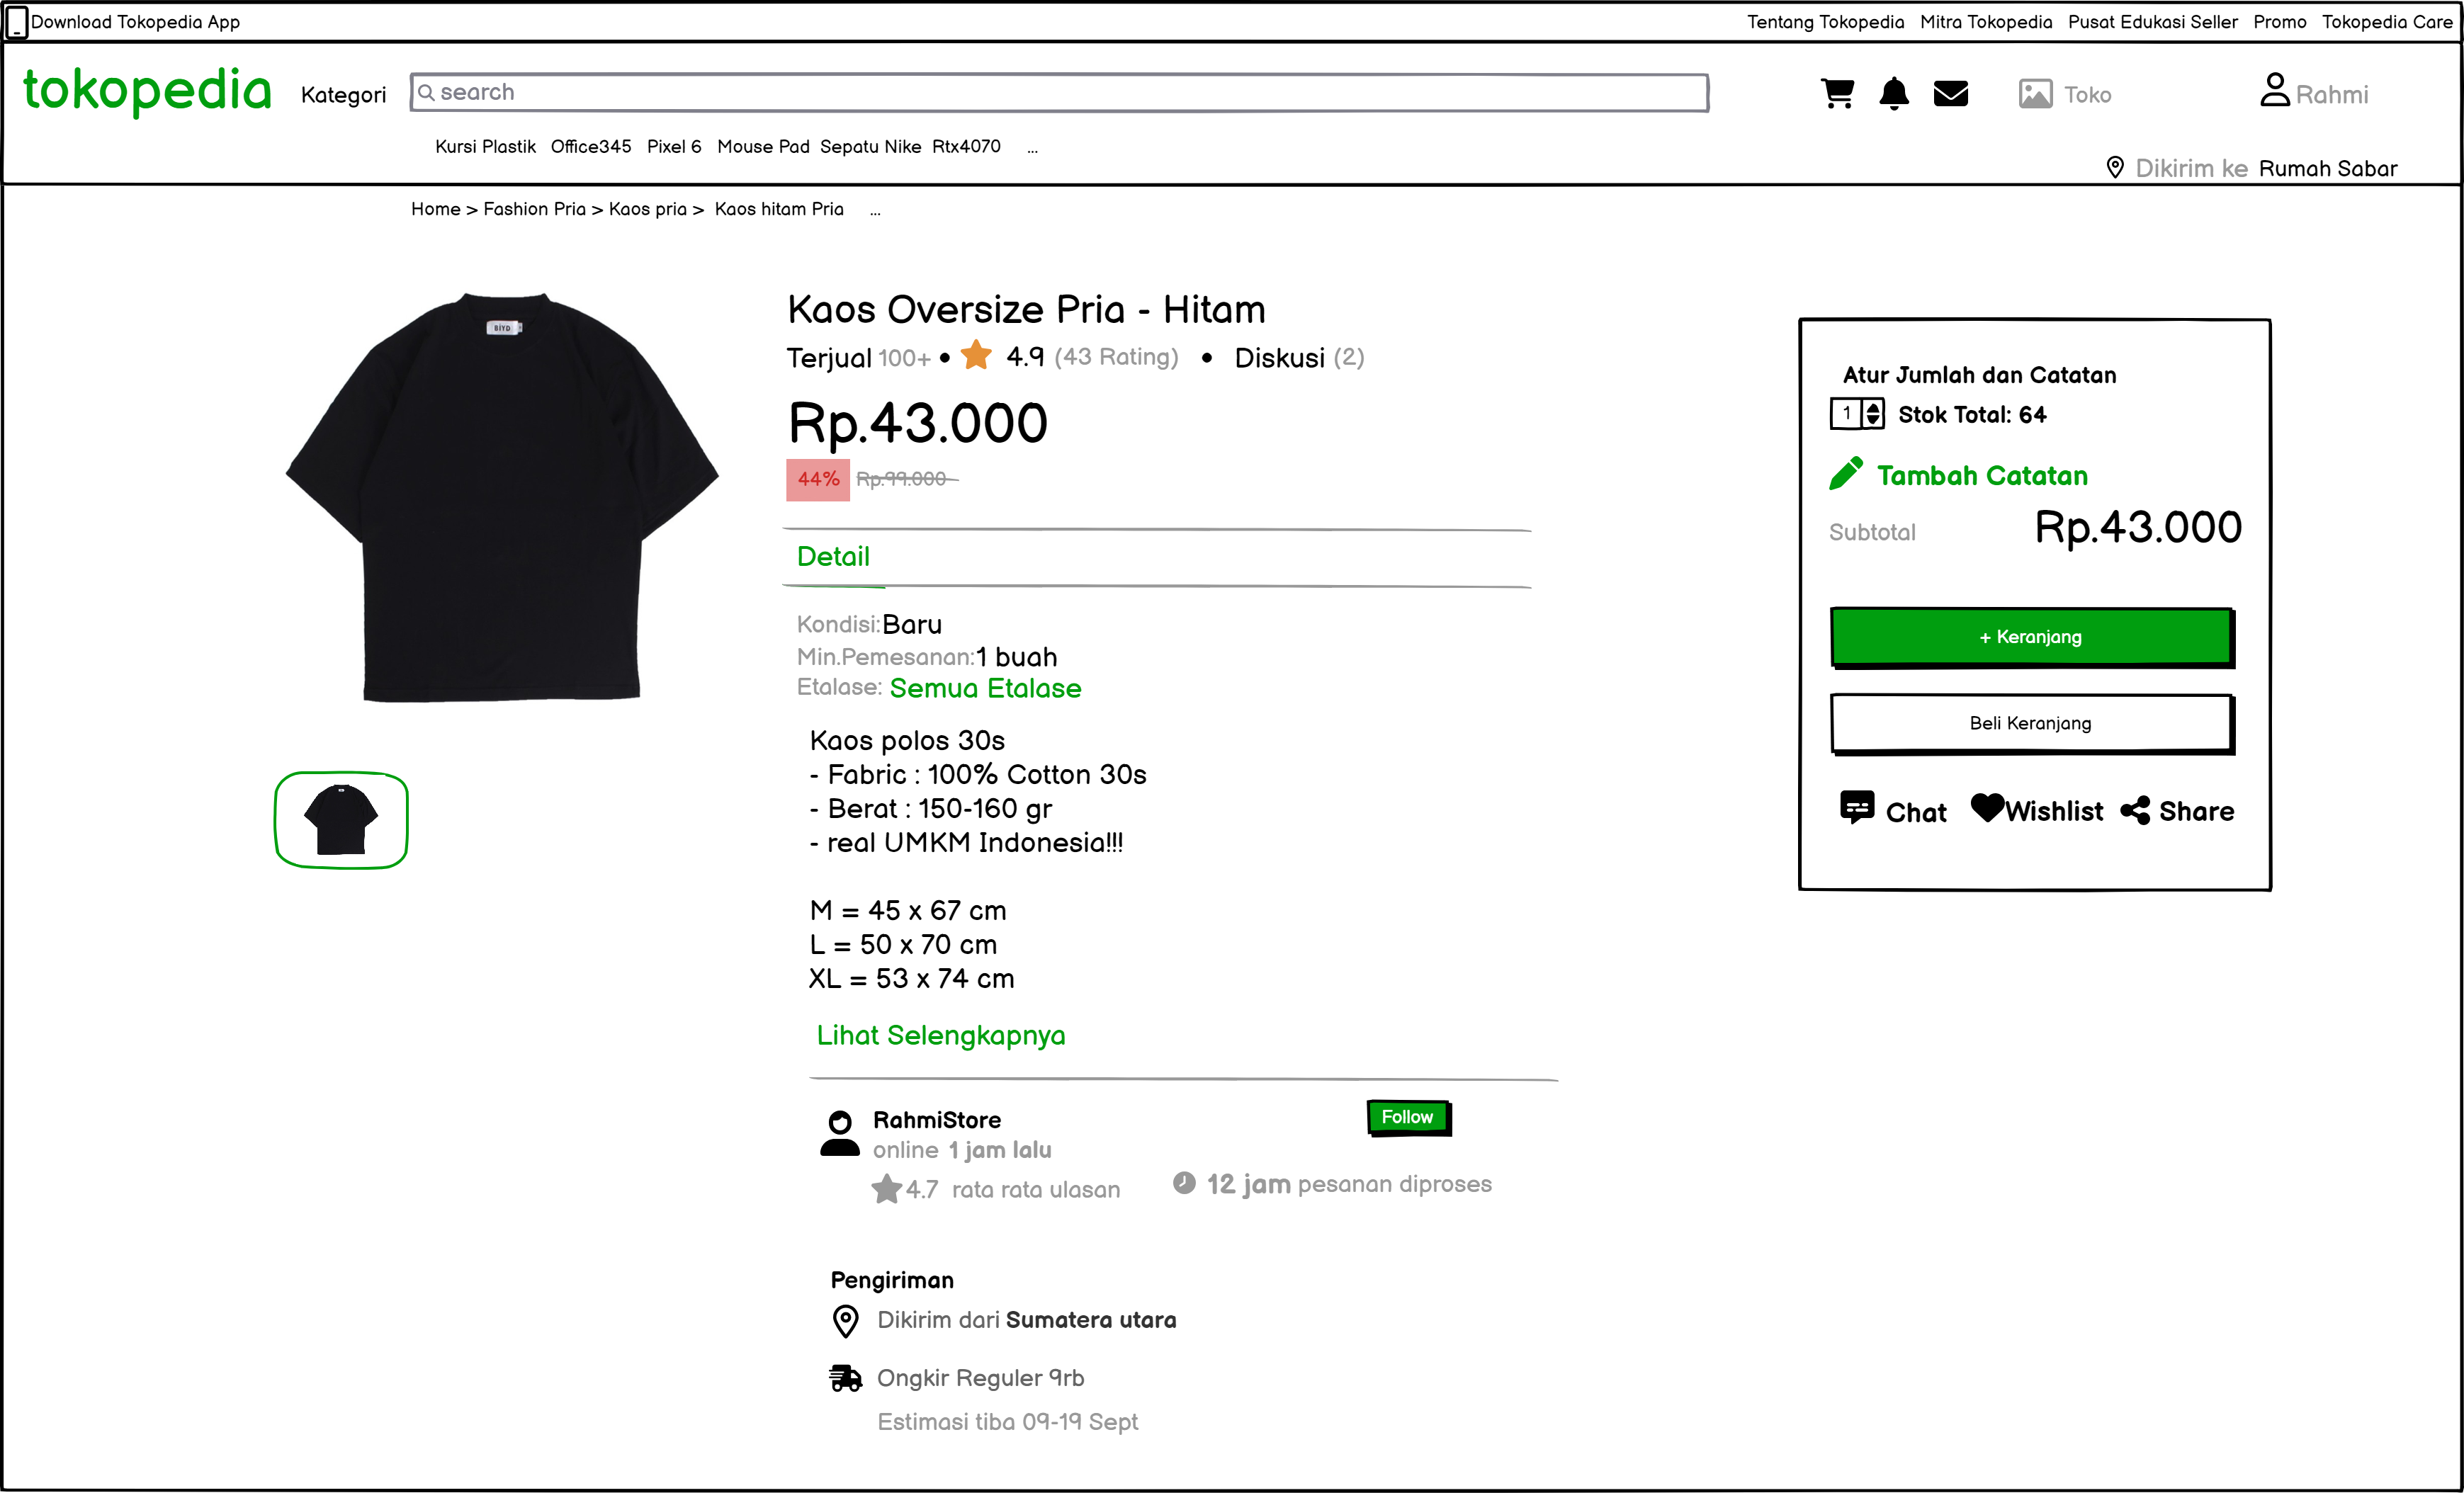 Download Tokopedia App
Tentang Tokopedia Mitra Tokopedia Pusat Edukasi Seller Promo Tokopedia Care
tokopedia
Kategori
search
Toko
Rahmi
Kursi Plastik Office345 Pixel 6 Mouse Pad Sepatu Nike Rtx4070 ...
Dikirim ke Rumah Sabar
Home > Fashion Pria > Kaos pria > Kaos hitam Pria ...
BIYD
Kaos Oversize Pria - Hitam
Terjual 100+ • 4.9 (43 Rating) • Diskusi (2)
Rp.43.000
44% Rp.99.000
Detail
Kondisi:Baru
Min.Pemesanan:1 buah
Etalase: Semua Etalase
Kaos polos 30s
- Fabric : 100% Cotton 30s
- Berat : 150-160 gr
- real UMKM Indonesia!!!
M = 45 x 67 cm
L = 50 x 70 cm
XL = 53 x 74 cm
Lihat Selengkapnya
RahmiStore
Follow
online 1 jam lalu
4.7 rata rata ulasan
12 jam pesanan diproses
Pengiriman
Dikirim dari Sumatera utara
Ongkir Reguler 9rb
Estimasi tiba 09-19 Sept
Atur Jumlah dan Catatan
1 Stok Total: 64
Tambah Catatan
Subtotal Rp.43.000
+ Keranjang
Beli Keranjang
Chat Wishlist Share